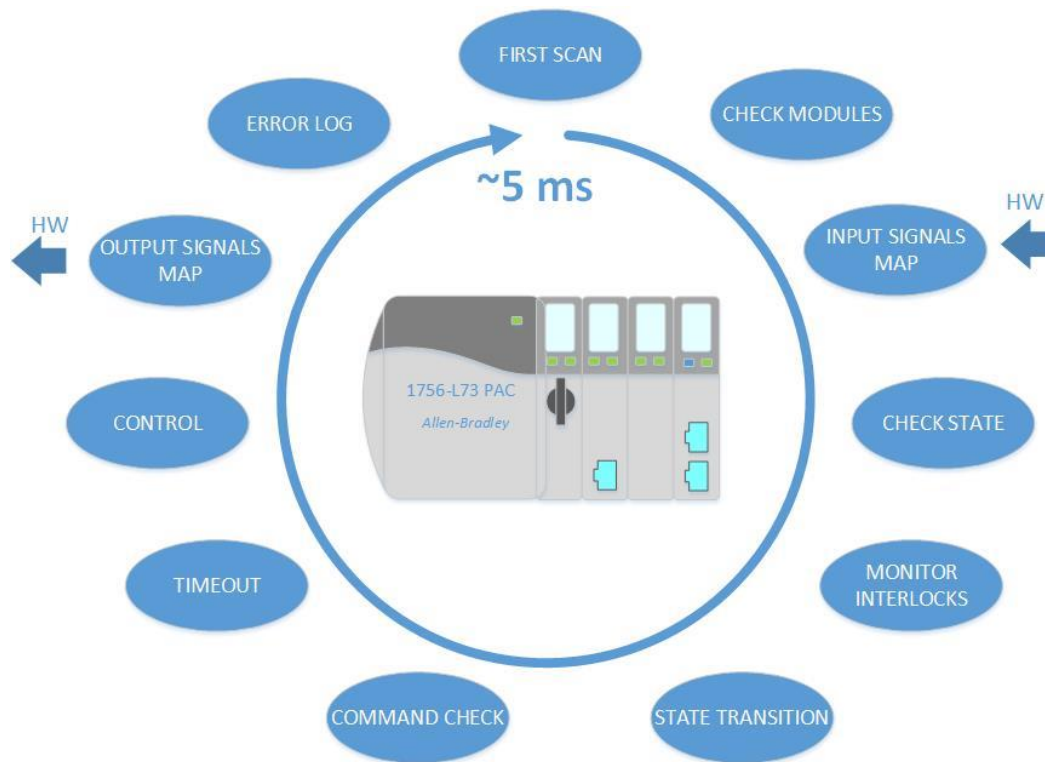 FIRST SCAN
CHECK MODULES
HW
INPUT SIGNALS
MAP
CHECK STATE
MONITOR
INTERLOCKS
STATE TRANSITION
COMMAND CHECK
TIMEOUT
CONTROL
HW
OUTPUT SIGNALS
MAP
ERROR LOG
~5 ms
1756-L73 PAC
Allen-Bradley